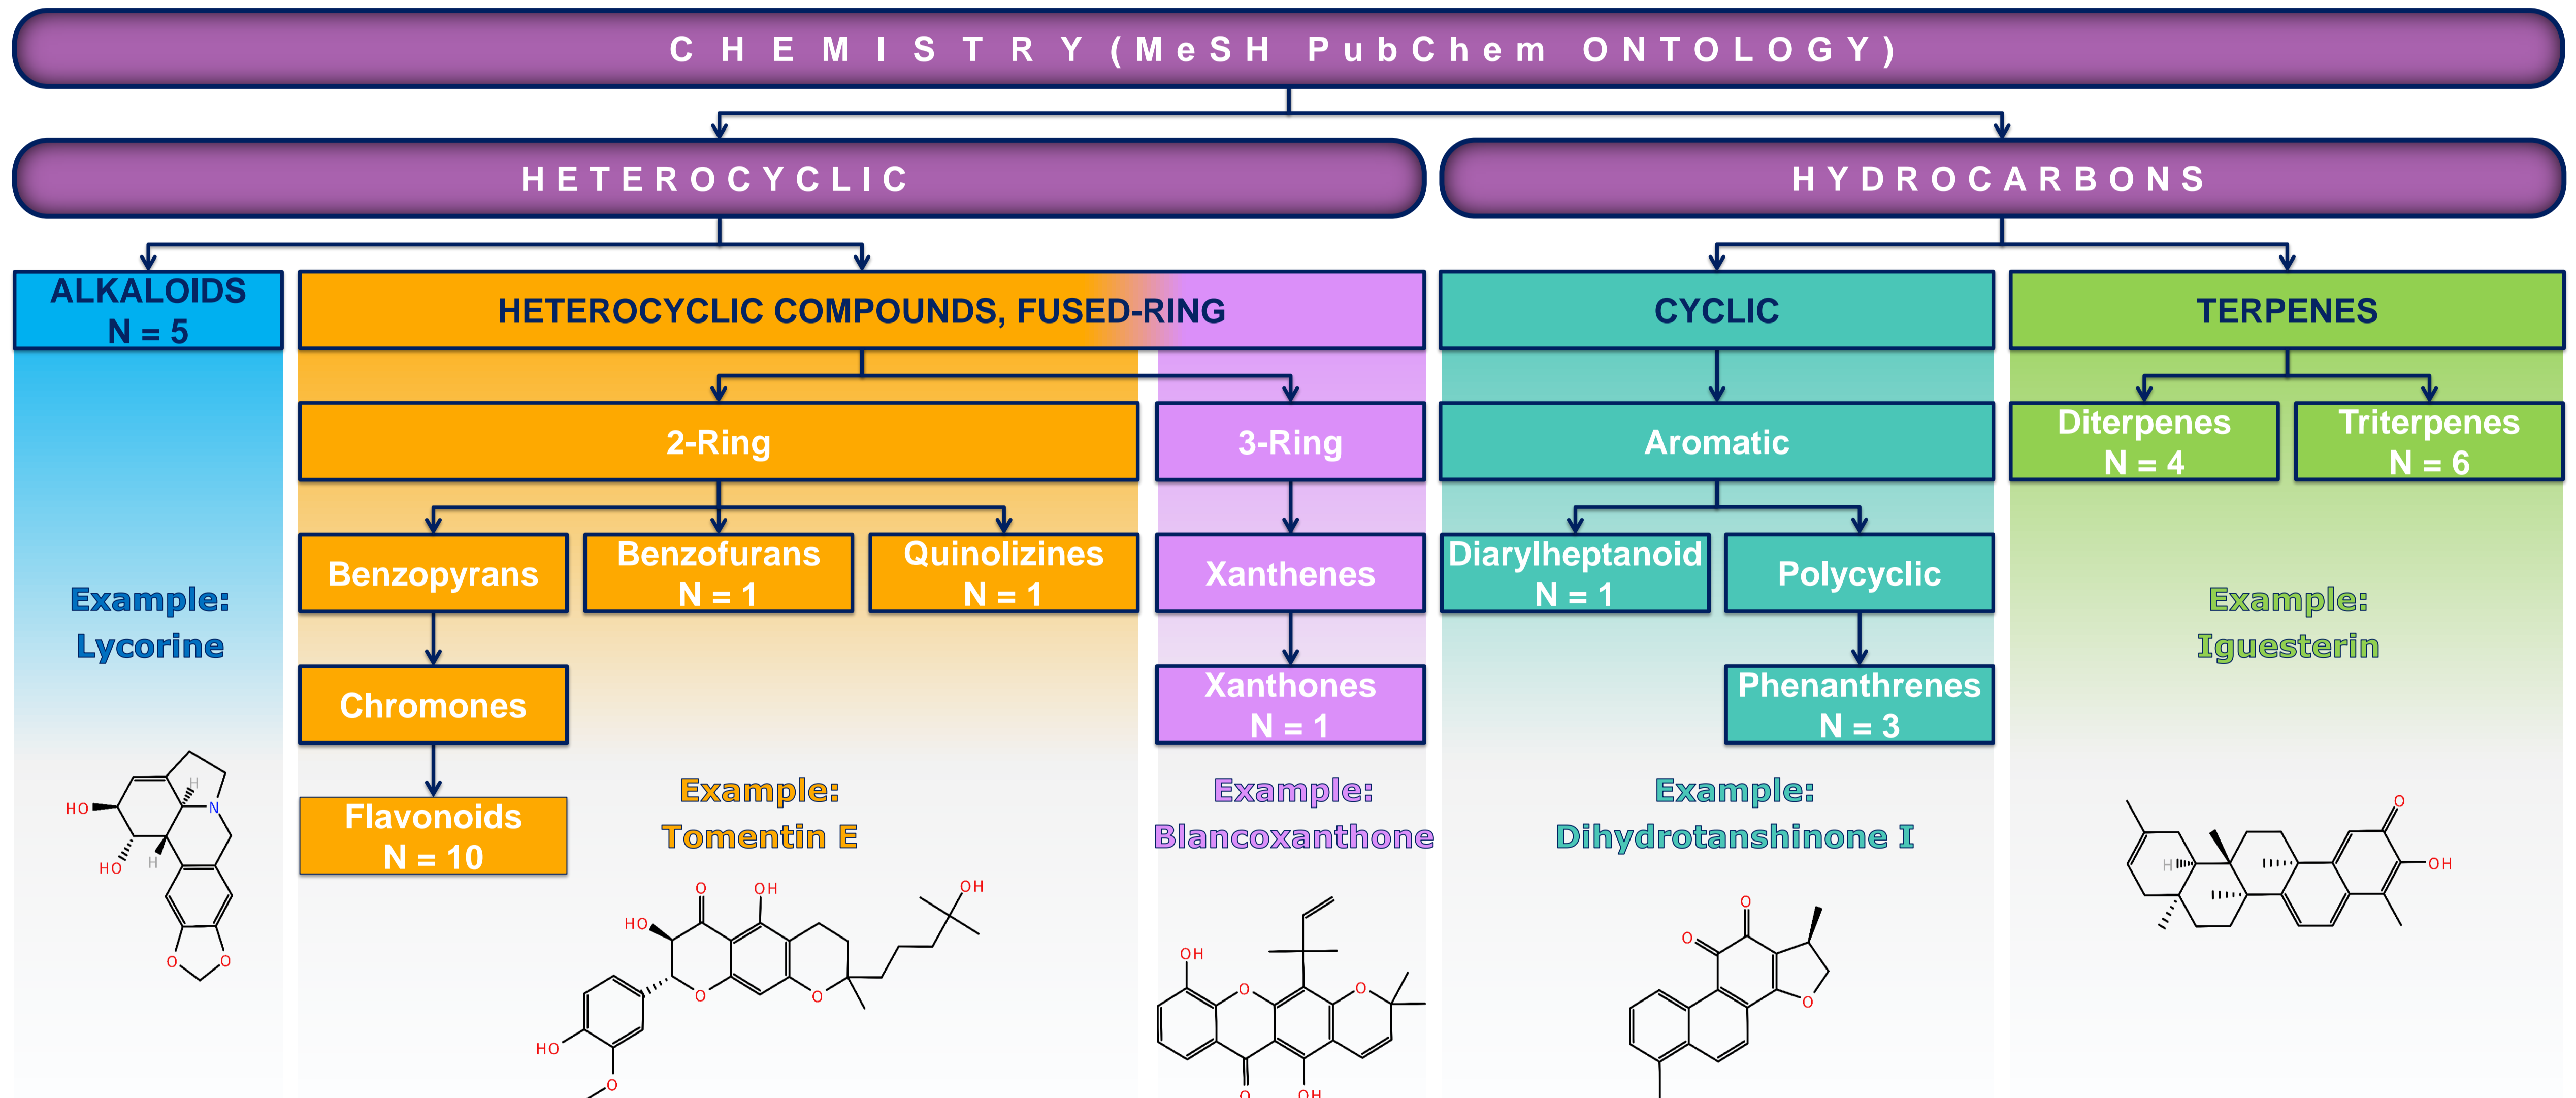 CHEMISTRY (MeSH PubChem ONTOLOGY)
HETEROCYCLIC
HYDROCARBONS
ALKALOIDS
N = 5
HETEROCYCLIC COMPOUNDS, FUSED-RING
CYCLIC
TERPENES
2-Ring
3-Ring
Aromatic
Diterpenes
N = 4
Triterpenes
N = 6
Benzopyrans
Benzofurans
N = 1
Quinolizines
N = 1
Xanthenes
Diarylheptanoid
N = 1
Polycyclic
Chromones
Xanthones
N = 1
Phenanthrenes
N = 3
Flavonoids
N = 10
Example:
Lycorine
HO
HO
H
H
N
O
O
Example:
Tomentin E
O
OH
OH
HO
O
O
HO
O
Example:
Blancoxanthone
OH
O
O
O
OH
Example:
Dihydrotanshinone I
O
O
O
Example:
Iguesterin
O
H
OH